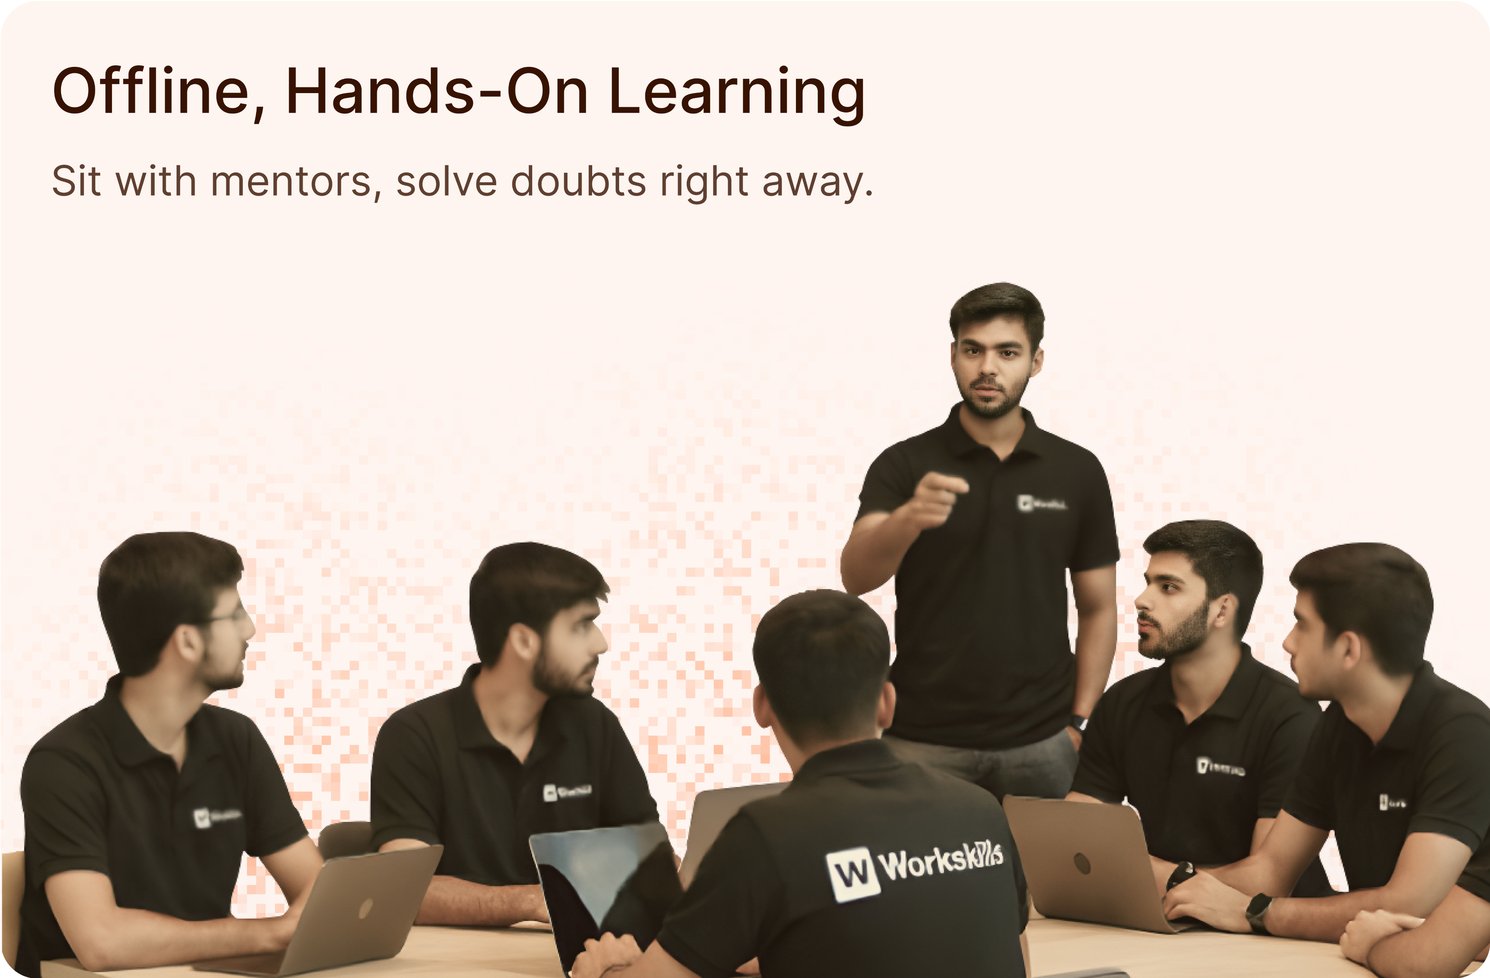 Offline, Hands-On Learning
Sit with mentors, solve doubts right away.
W Workskills